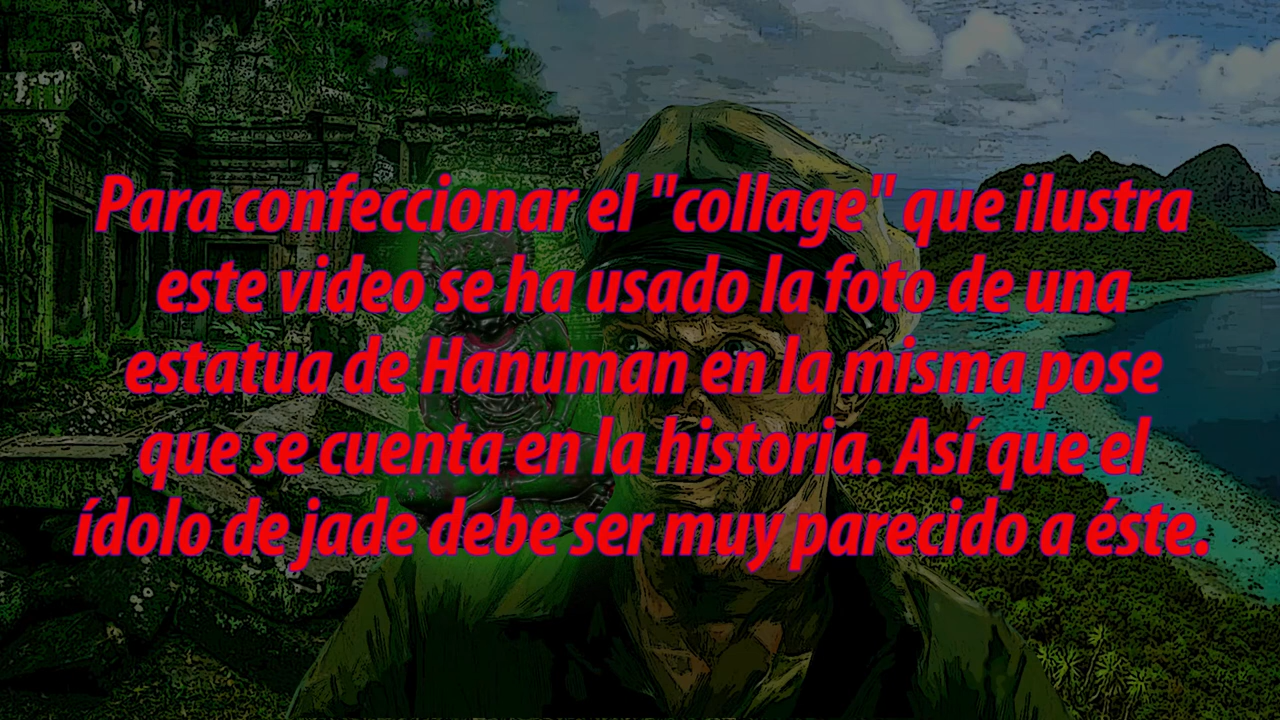 Para confeccionar el "collage" que ilustra
este video se ha usado la foto de una
estatua de Hanuman en la misma pose
que se cuenta en la historia. Así que el
ídolo de jade debe ser muy parecido a éste.